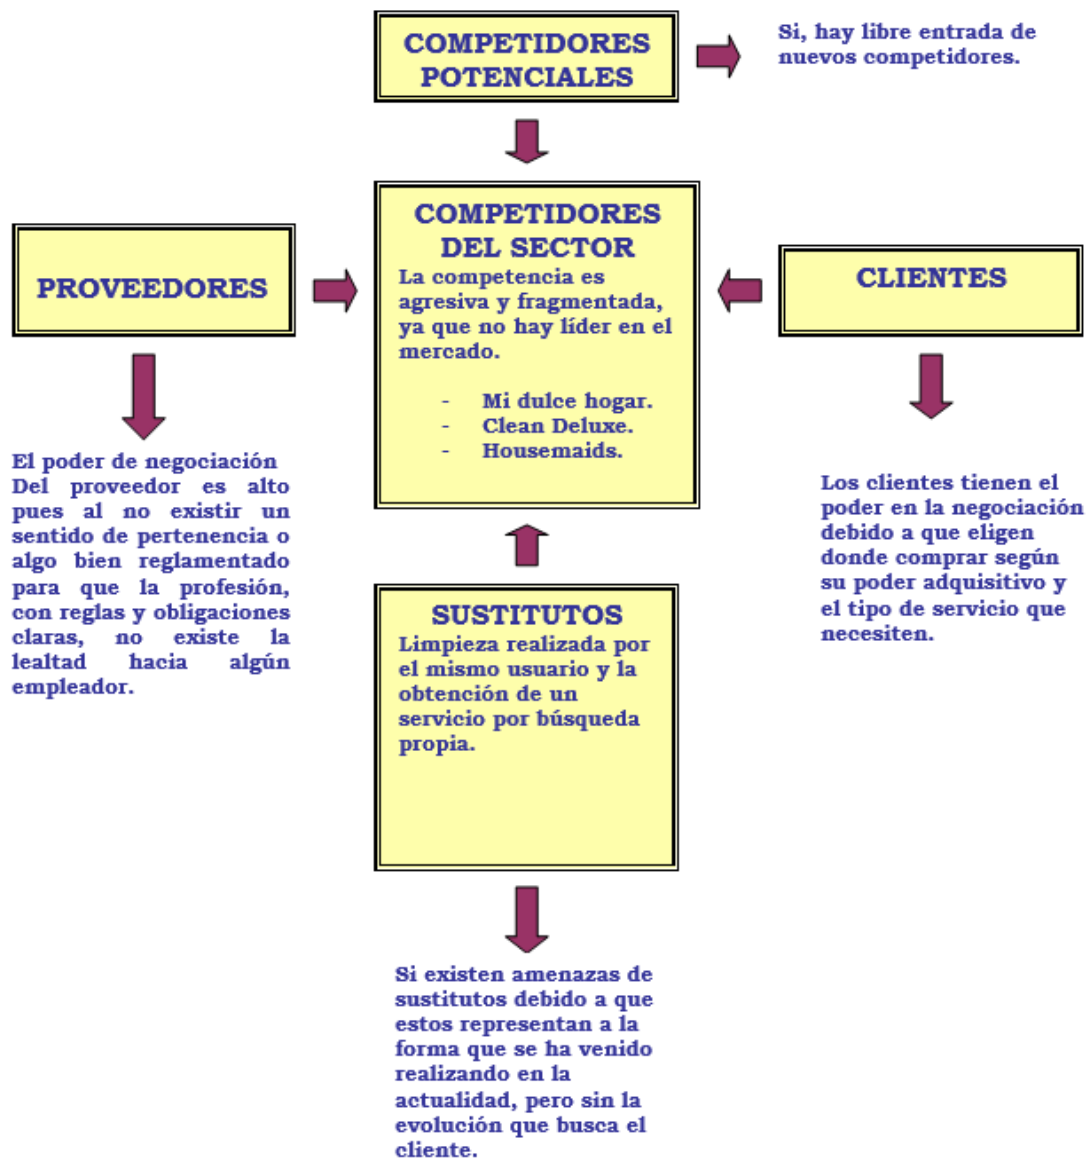 COMPETIDORES
POTENCIALES
Si, hay libre entrada de
nuevos competidores.
COMPETIDORES
DEL SECTOR
La competencia es
agresiva y fragmentada,
ya que no hay líder en el
mercado.
- Mi dulce hogar.
- Clean Deluxe.
- Housemaids.
PROVEEDORES
CLIENTES
El poder de negociación
Del proveedor es alto
pues al no existir un
sentido de pertenencia o
algo bien reglamentado
para que la profesión,
con reglas y obligaciones
claras, no existe la
lealtad hacia algún
empleador.
Los clientes tienen el
poder en la negociación
debido a que eligen
donde comprar según
su poder adquisitivo y
el tipo de servicio que
necesiten.
SUSTITUTOS
Limpieza realizada por
el mismo usuario y la
obtención de un
servicio por búsqueda
propia.
Si existen amenazas de
sustitutos debido a que
estos representan a la
forma que se ha venido
realizando en la
actualidad, pero sin la
evolución que busca el
cliente.